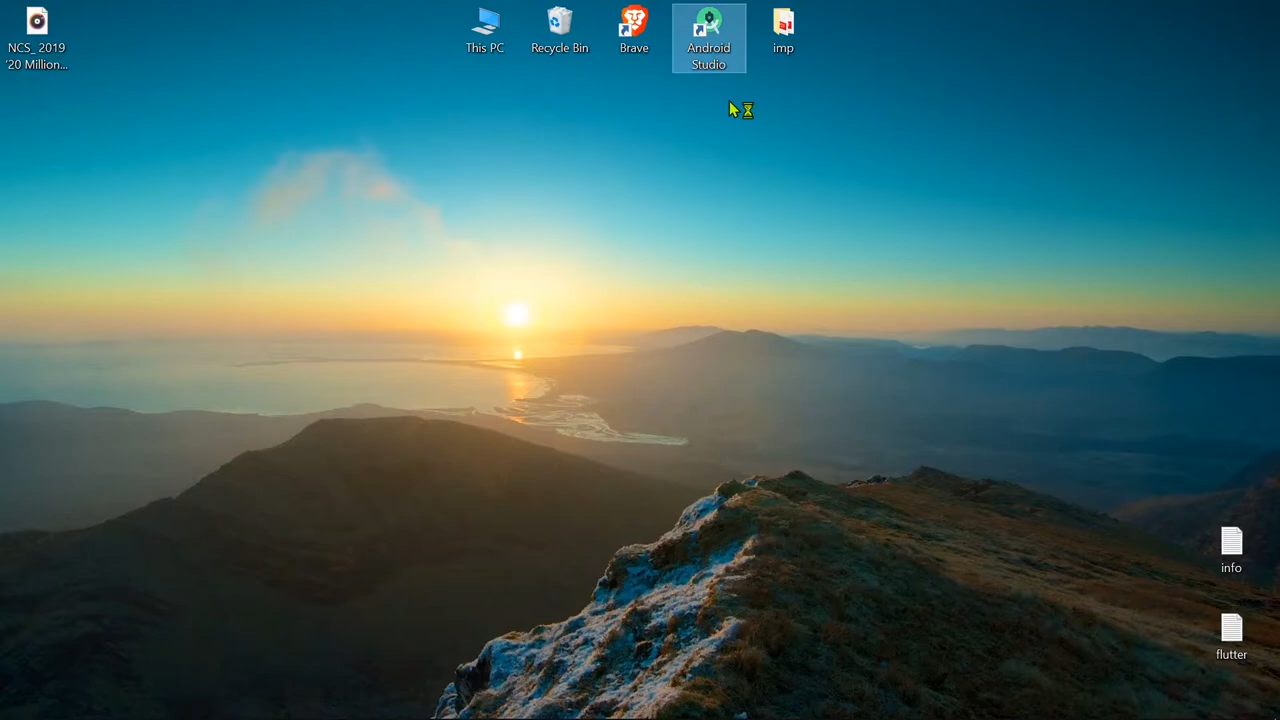 NCS_ 2019
'20 Million...
This PC
Recycle Bin
Brave
Android
Studio
imp
info
flutter